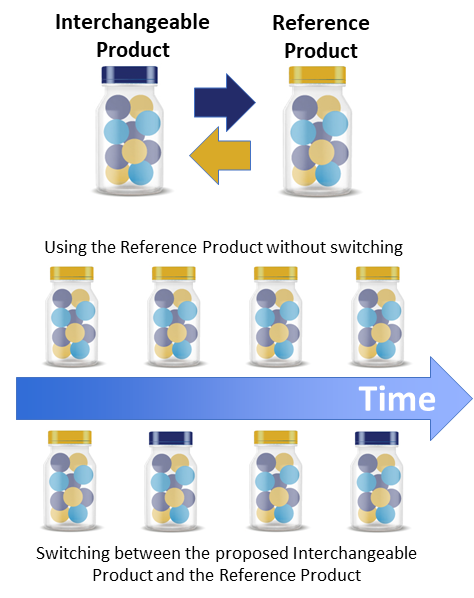 Interchangeable
Product
Reference
Product
Using the Reference Product without switching
Time
Switching between the proposed Interchangeable
Product and the Reference Product